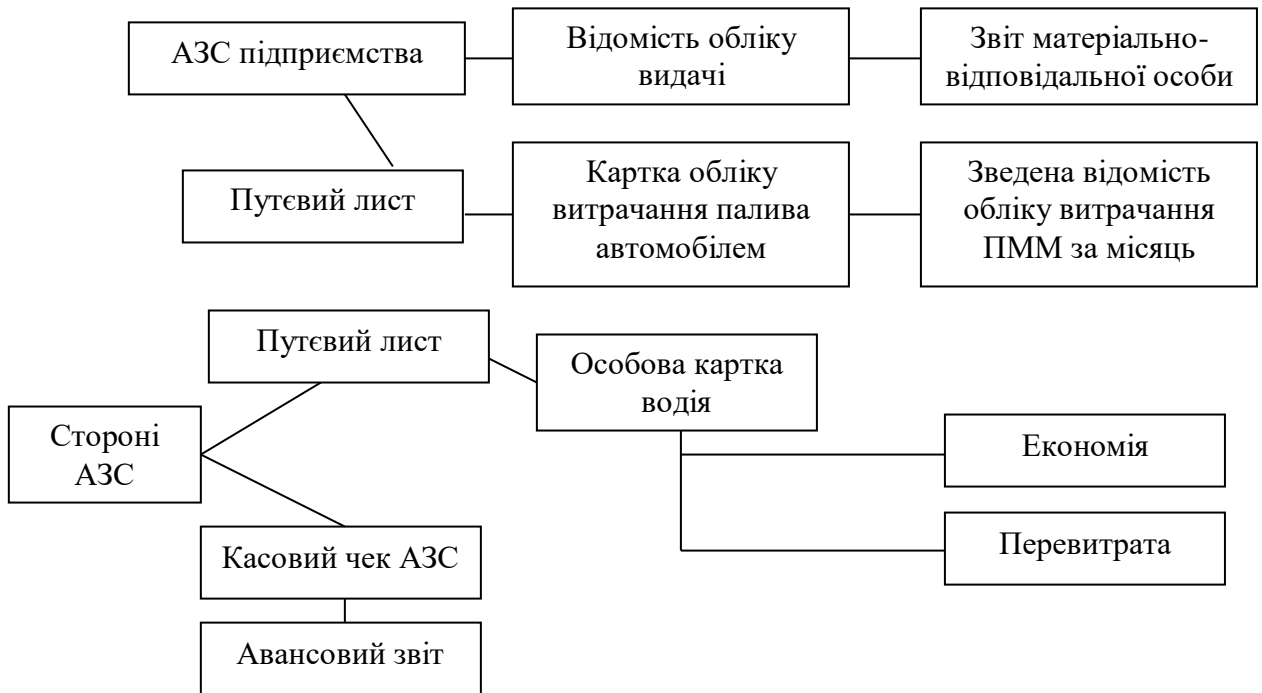 АЗС підприємства
Відомість обліку
видачі
Звіт матеріально-
відповідальної особи
Путєвий лист
Картка обліку
витрачання палива
автомобілем
Зведена відомість
обліку витрачання
ПММ за місяць
Путєвий лист
Особова картка
водія
Стороні
АЗС
Економія
Перевитрата
Касовий чек АЗС
Авансовий звіт